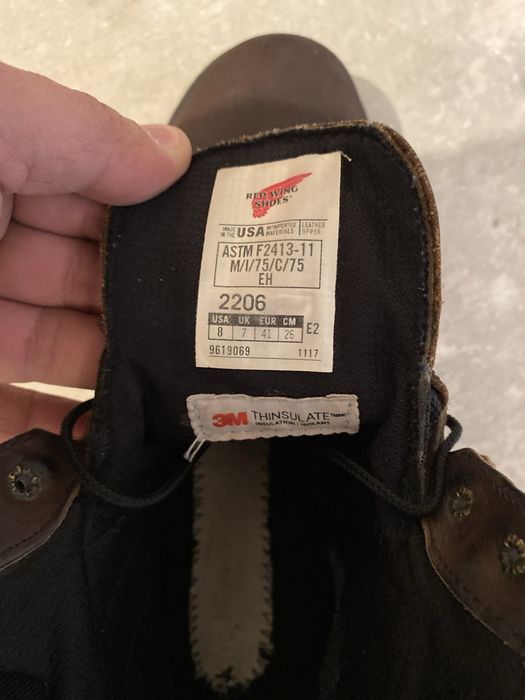 RED WING
SHOES®
MADE IN THE USA W/IMPORTED MATERIALS LEATHER UPPER
ASTM F2413-11
M/I/75/C/75
EH
2206
USA UK EUR CM
8 7 41 26 E2
9619069 1117
3M THINSULATE
INSULATION | ISOLANT